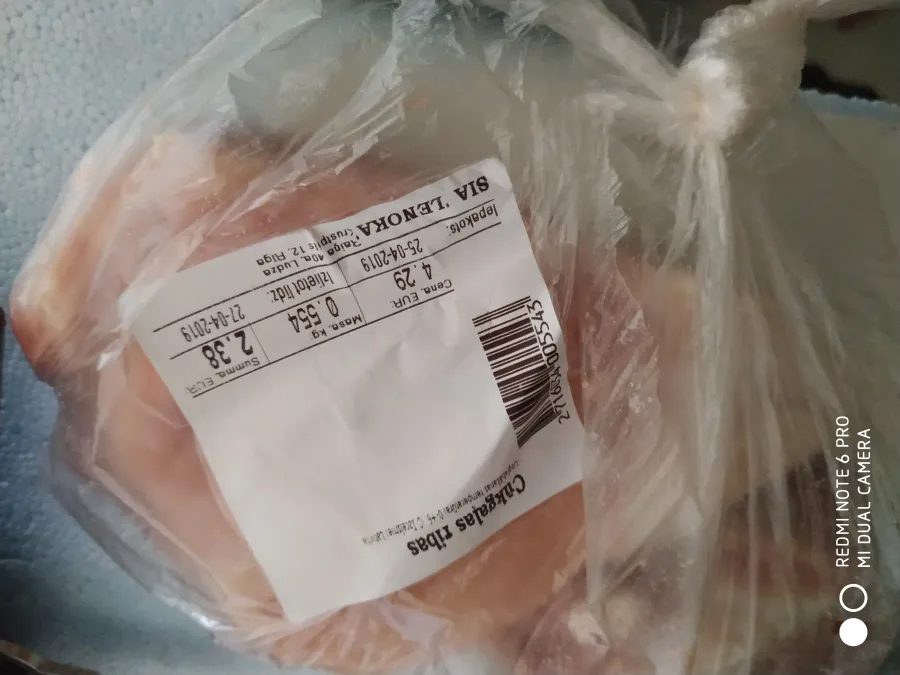 Cūkgaļas ribas
Cena, EUR:
4.29
Masa, kg
0.554
Summa, EUR:
2.38
Iepakots:
25-04-2019
Izlietot līdz:
27-04-2019
SIA 'LENOKA'
Raiņa 40a, Ludza
Krustpils 12, Rīga
REDMI NOTE 6 PRO
MI DUAL CAMERA